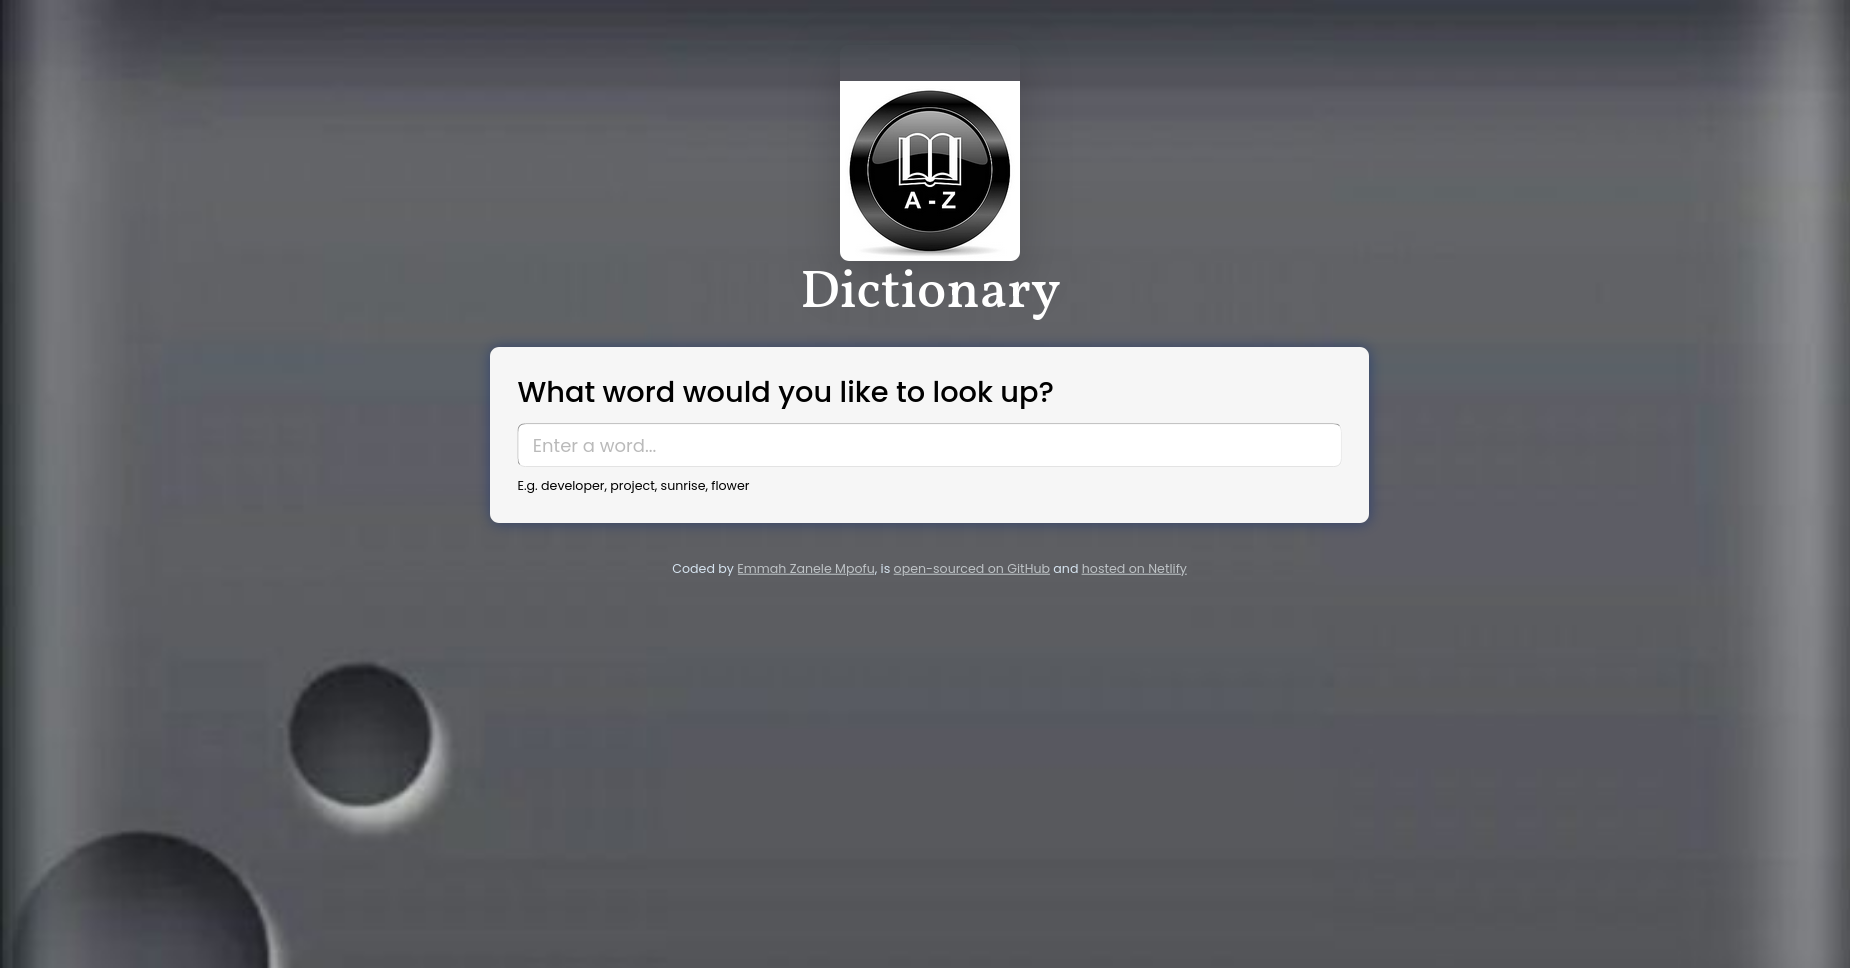 A - Z
Dictionary
What word would you like to look up?
Enter a word...
E.g. developer, project, sunrise, flower
Coded by Emmah Zanele Mpofu, is open-sourced on GitHub and hosted on Netlify